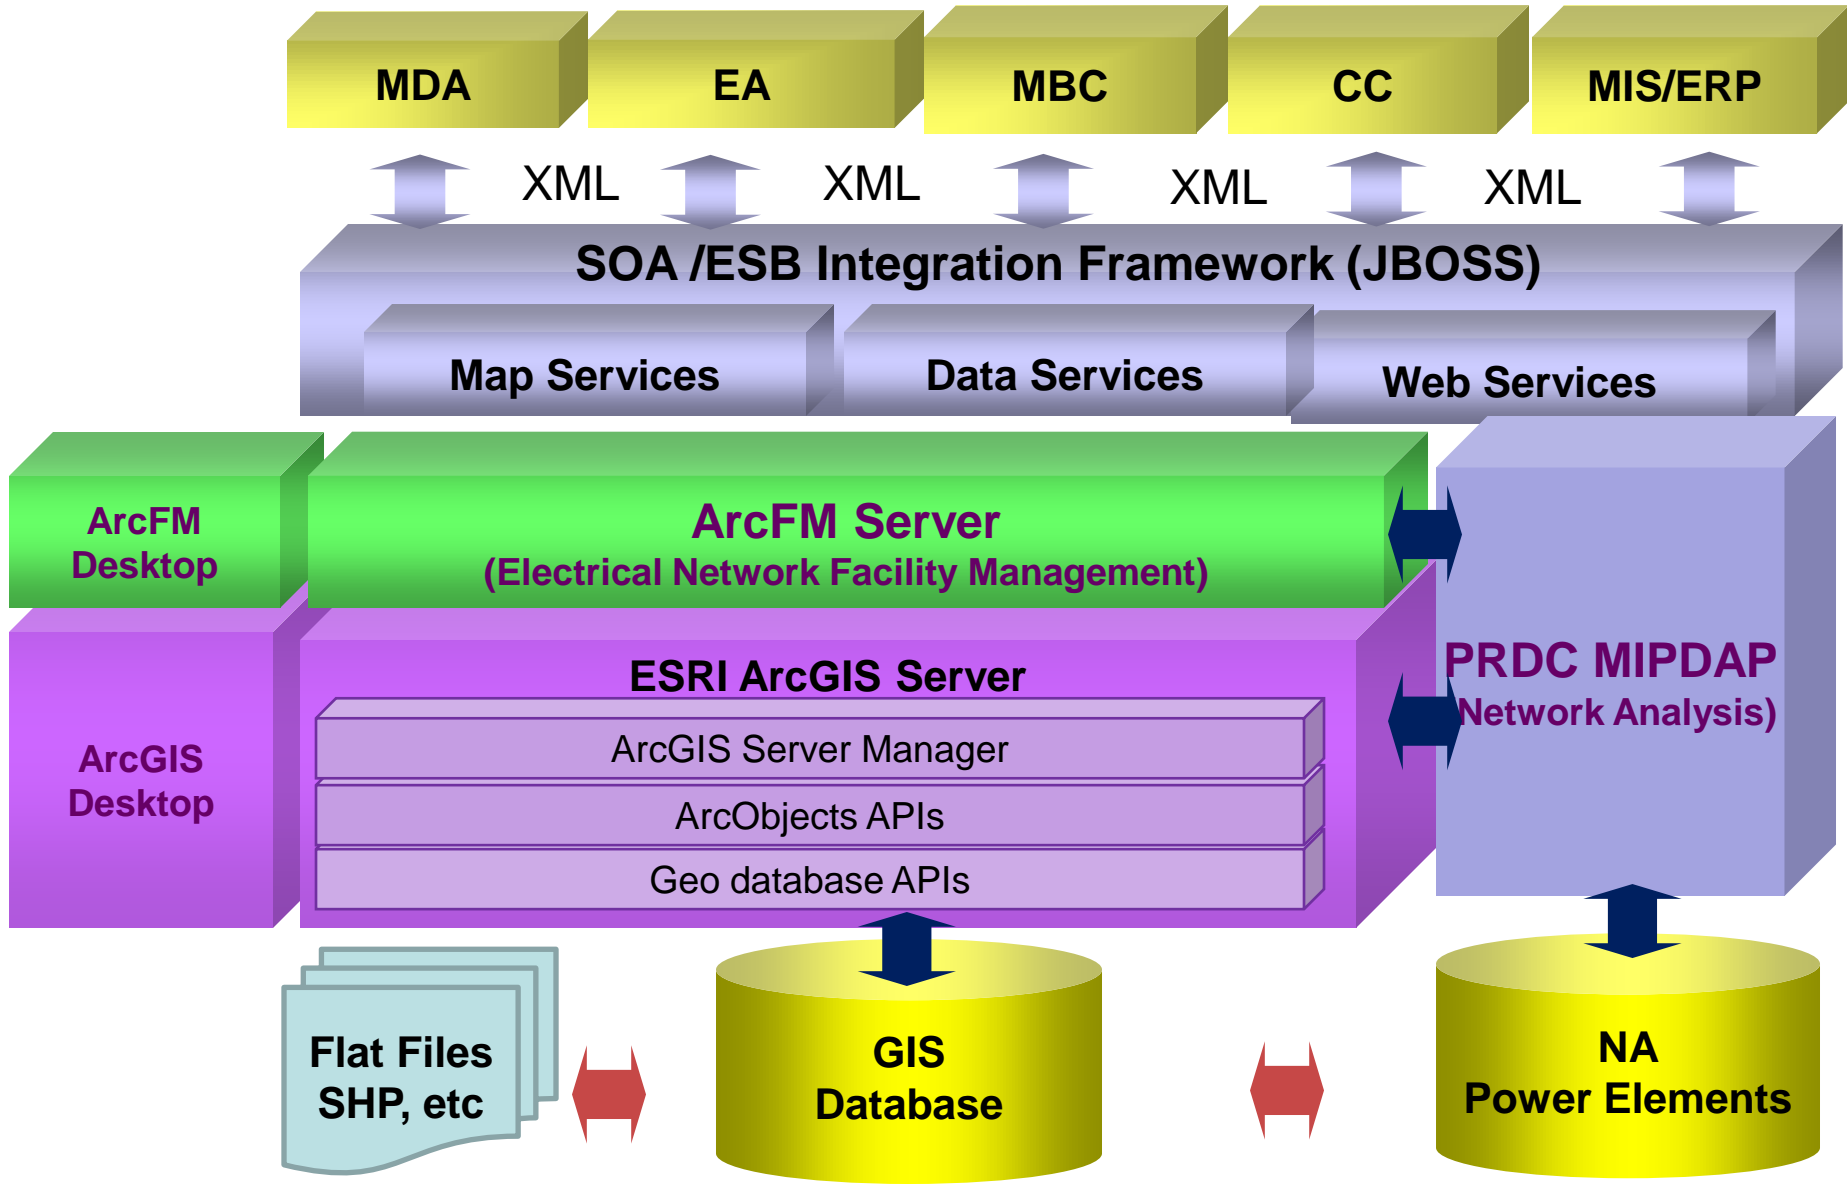 MDA
EA
MBC
CC
MIS/ERP
XML
XML
XML
XML
SOA /ESB Integration Framework (JBOSS)
Map Services
Data Services
Web Services
ArcFM
Desktop
ArcFM Server
(Electrical Network Facility Management)
PRDC MIPDAP
Network Analysis)
ESRI ArcGIS Server
ArcGIS Server Manager
ArcObjects APIs
Geo database APIs
ArcGIS
Desktop
Flat Files
SHP, etc
GIS
Database
NA
Power Elements